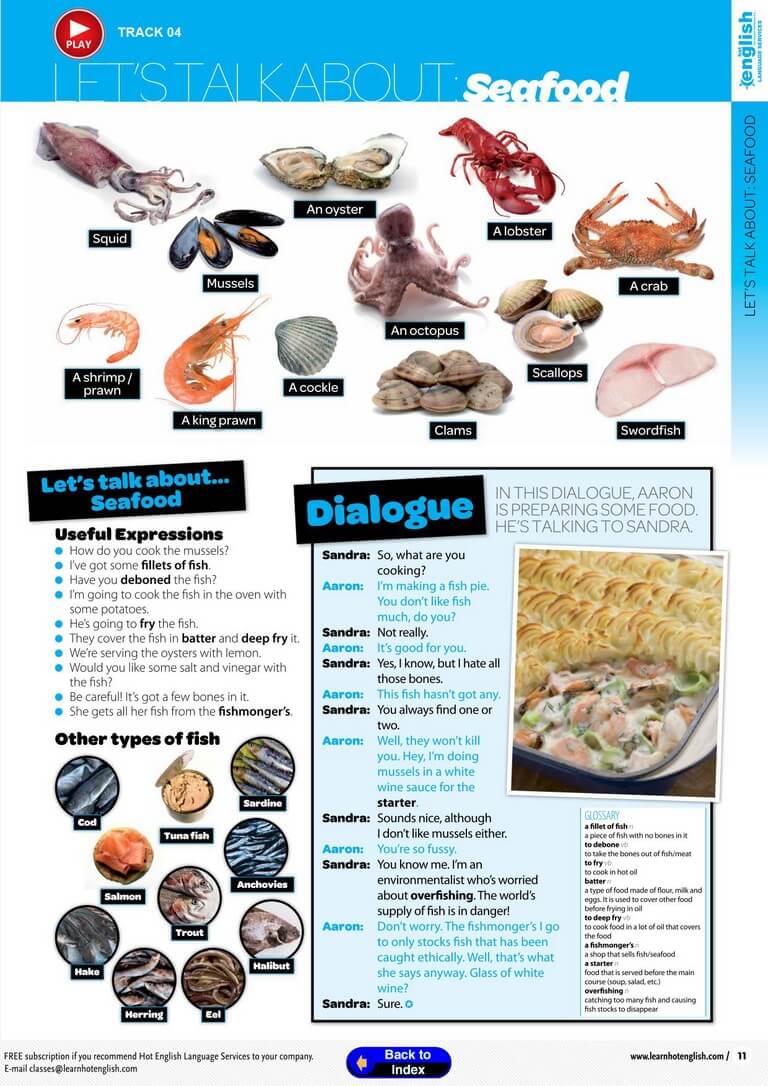 PLAY
TRACK 04
LET'S TALK ABOUT: Seafood
hot
english
LANGUAGE SERVICES
LET'S TALK ABOUT: SEAFOOD
Squid
An oyster
A lobster
Mussels
A crab
An octopus
A shrimp /
prawn
A king prawn
A cockle
Scallops
Clams
Swordfish
Let's talk about...
Seafood
Useful Expressions
How do you cook the mussels?
I've got some fillets of fish.
Have you deboned the fish?
I'm going to cook the fish in the oven with
some potatoes.
He's going to fry the fish.
They cover the fish in batter and deep fry it.
We're serving the oysters with lemon.
Would you like some salt and vinegar with
the fish?
Be careful! It's got a few bones in it.
She gets all her fish from the fishmonger's.
Other types of fish
Cod
Tuna fish
Sardine
Salmon
Anchovies
Trout
Hake
Halibut
Herring
Eel
Dialogue
IN THIS DIALOGUE, AARON
IS PREPARING SOME FOOD.
HE'S TALKING TO SANDRA.
Sandra: So, what are you
cooking?
Aaron: I'm making a fish pie.
You don't like fish
much, do you?
Sandra: Not really.
Aaron: It's good for you.
Sandra: Yes, I know, but I hate all
those bones.
Aaron: This fish hasn't got any.
Sandra: You always find one or
two.
Aaron: Well, they won't kill
you. Hey, I'm doing
mussels in a white
wine sauce for the
starter.
Sandra: Sounds nice, although
I don't like mussels either.
Aaron: You're so fussy.
Sandra: You know me. I'm an
environmentalist who's worried
about overfishing. The world's
supply of fish is in danger!
Aaron: Don't worry. The fishmonger's I go
to only stocks fish that has been
caught ethically. Well, that's what
she says anyway. Glass of white
wine?
Sandra: Sure.
GLOSSARY
a fillet of fish n
a piece of fish with no bones in it
to debone vb
to take the bones out of fish/meat
to fry vb
to cook in hot oil
batter n
a type of food made of flour, milk and
eggs. It is used to cover other food
before frying in oil
to deep fry vb
to cook food in a lot of oil that covers
the food
a fishmonger's n
a shop that sells fish/seafood
a starter n
food that is served before the main
course (soup, salad, etc.)
overfishing n
catching too many fish and causing
fish stocks to disappear
FREE subscription if you recommend Hot English Language Services to your company.
E-mail classes@learnhotenglish.com
Back to
Index
www.learnhotenglish.com / 11